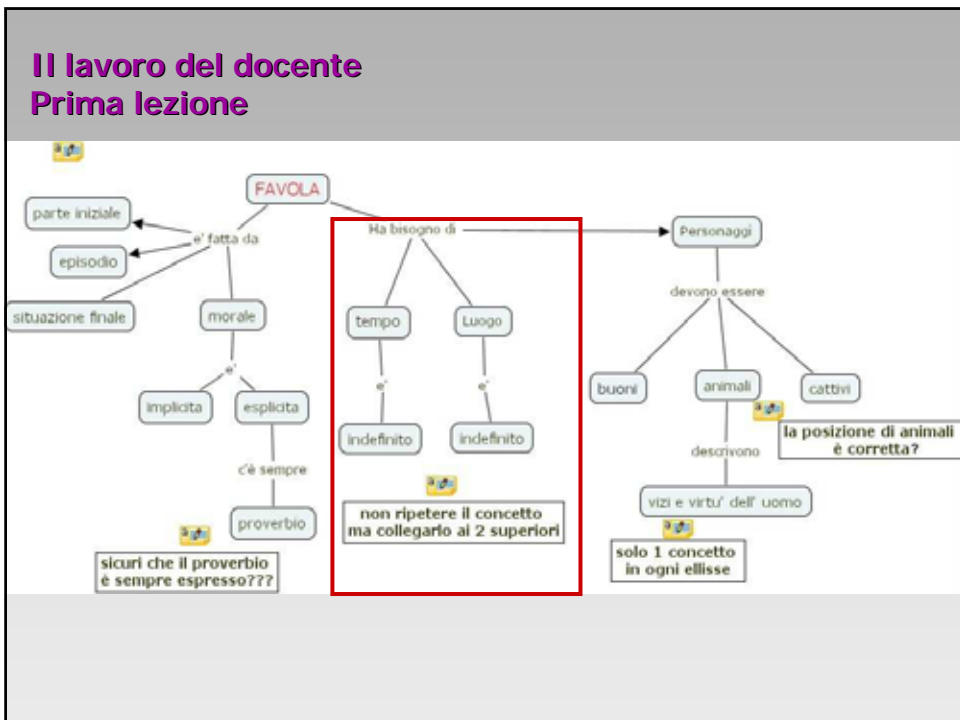 Il lavoro del docente
Prima lezione
FAVOLA
parte iniziale
e' fatta da
episodio
situazione finale
morale
e'
implicita
esplicita
c'è sempre
proverbio
sicuri che il proverbio
è sempre espresso???
Ha bisogno di
tempo
Luogo
e'
e'
indefinito
indefinito
non ripetere il concetto
ma collegarlo ai 2 superiori
Personaggi
devono essere
buoni
animali
cattivi
la posizione di animali
è corretta?
descrivono
vizi e virtu' dell' uomo
solo 1 concetto
in ogni ellisse